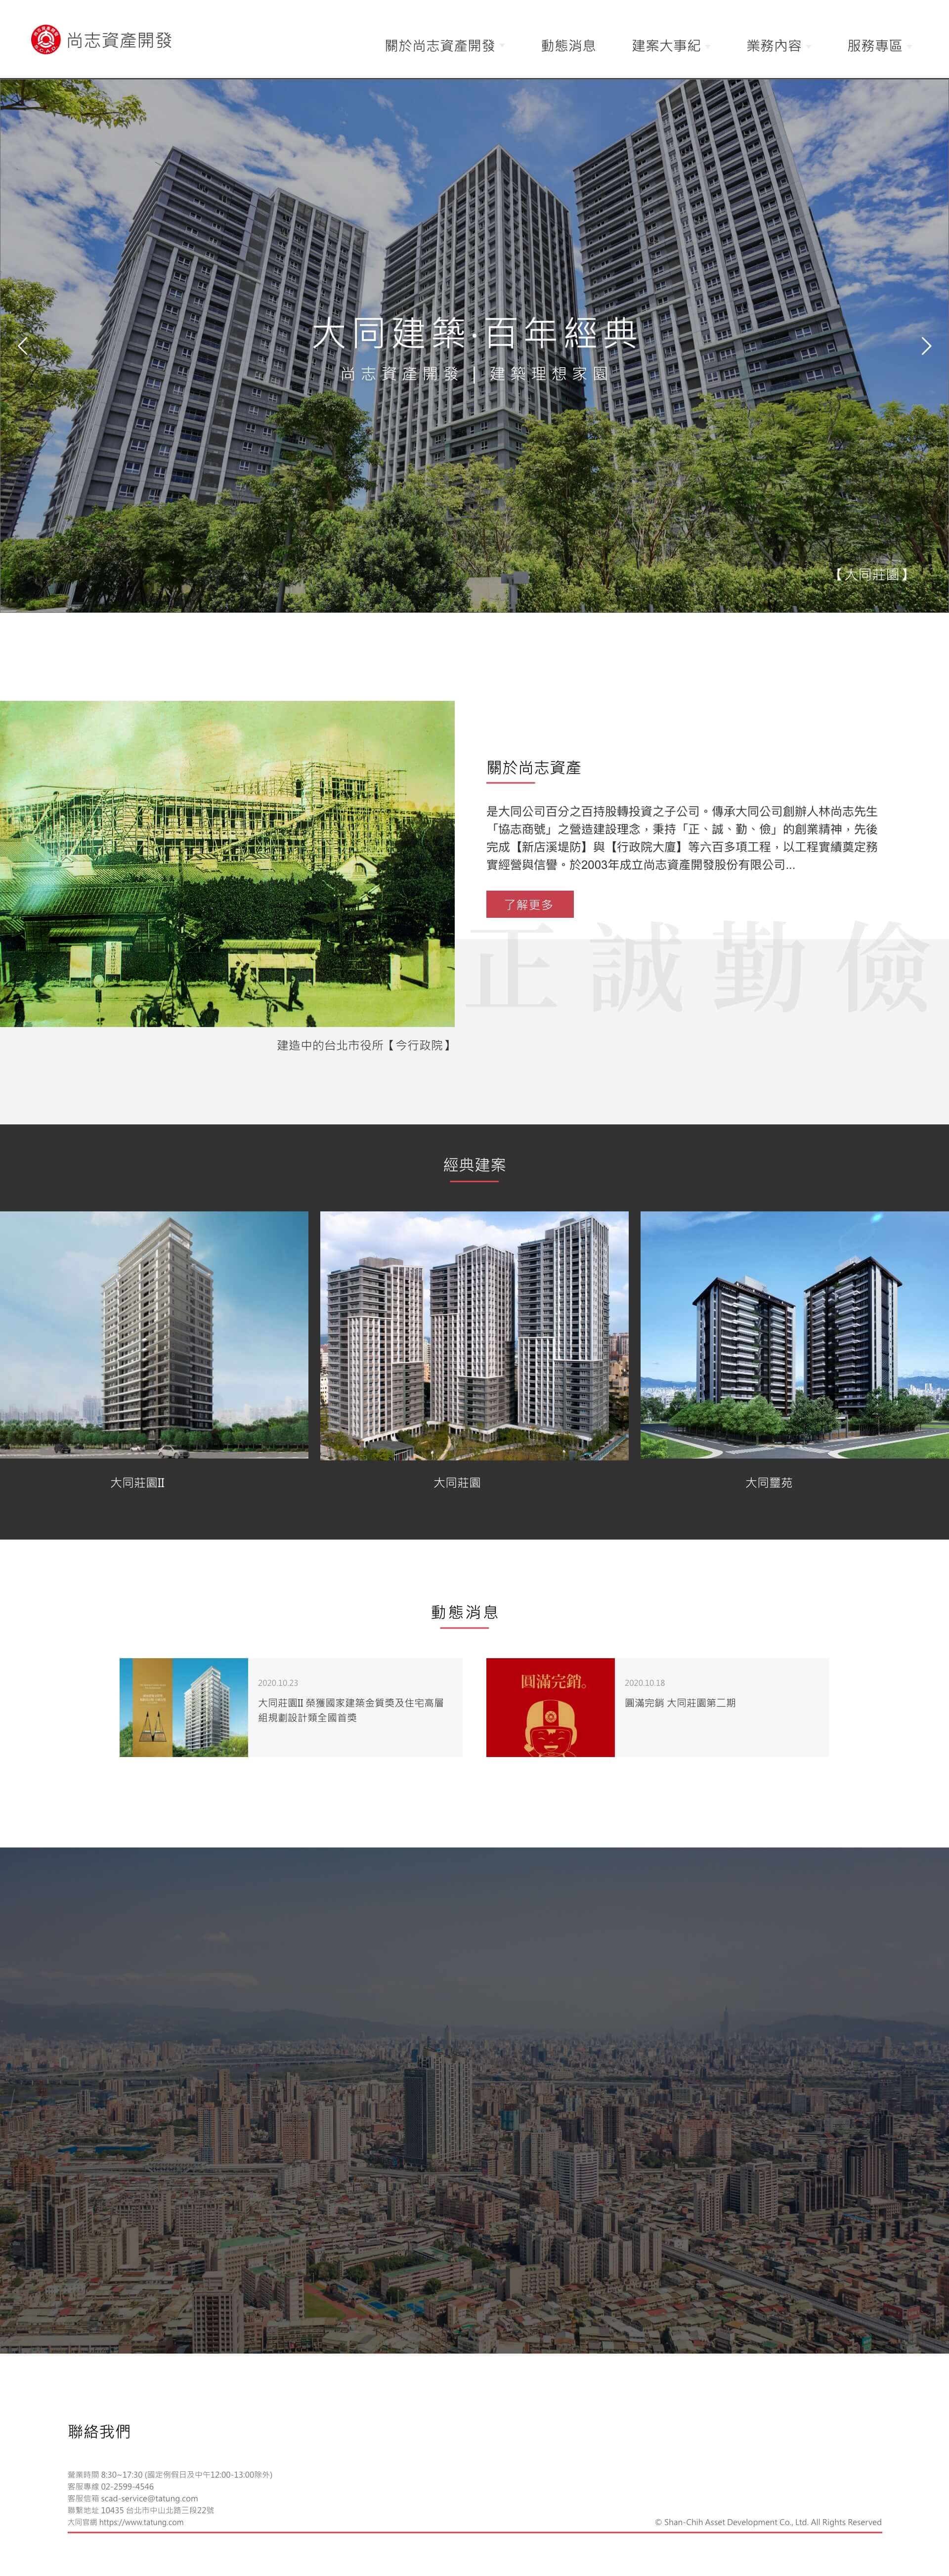 尚志資產開發
關於尚志資產開發
動態消息
建案大事紀
業務內容
服務專區
大同建築·百年經典
尚志資產開發 | 建築理想家園
【大同莊園】
關於尚志資產
是大同公司百分之百持股轉投資之子公司。傳承大同公司創辦人林尚志先生
「協志商號」之營造建設理念，秉持「正、誠、勤、儉」的創業精神，先後
完成【新店溪堤防】與【行政院大廈】等六百多項工程，以工程實績奠定務
實經營與信譽。於2003年成立尚志資產開發股份有限公司...
了解更多
正誠勤儉
建造中的台北市役所【今行政院】
經典建案
大同莊園II
大同莊園
大同璽苑
動態消息
2020.10.23
大同莊園II 榮獲國家建築金質獎及住宅高層
組規劃設計類全國首獎
圓滿完銷。
2020.10.18
圓滿完銷 大同莊園第二期
聯絡我們
營業時間 8:30~17:30 (國定例假日及中午12:00-13:00除外)
客服專線 02-2599-4546
客服信箱 scad-service@tatung.com
聯繫地址 10435 台北市中山北路三段22號
大同官網 https://www.tatung.com
© Shan-Chih Asset Development Co., Ltd. All Rights Reserved